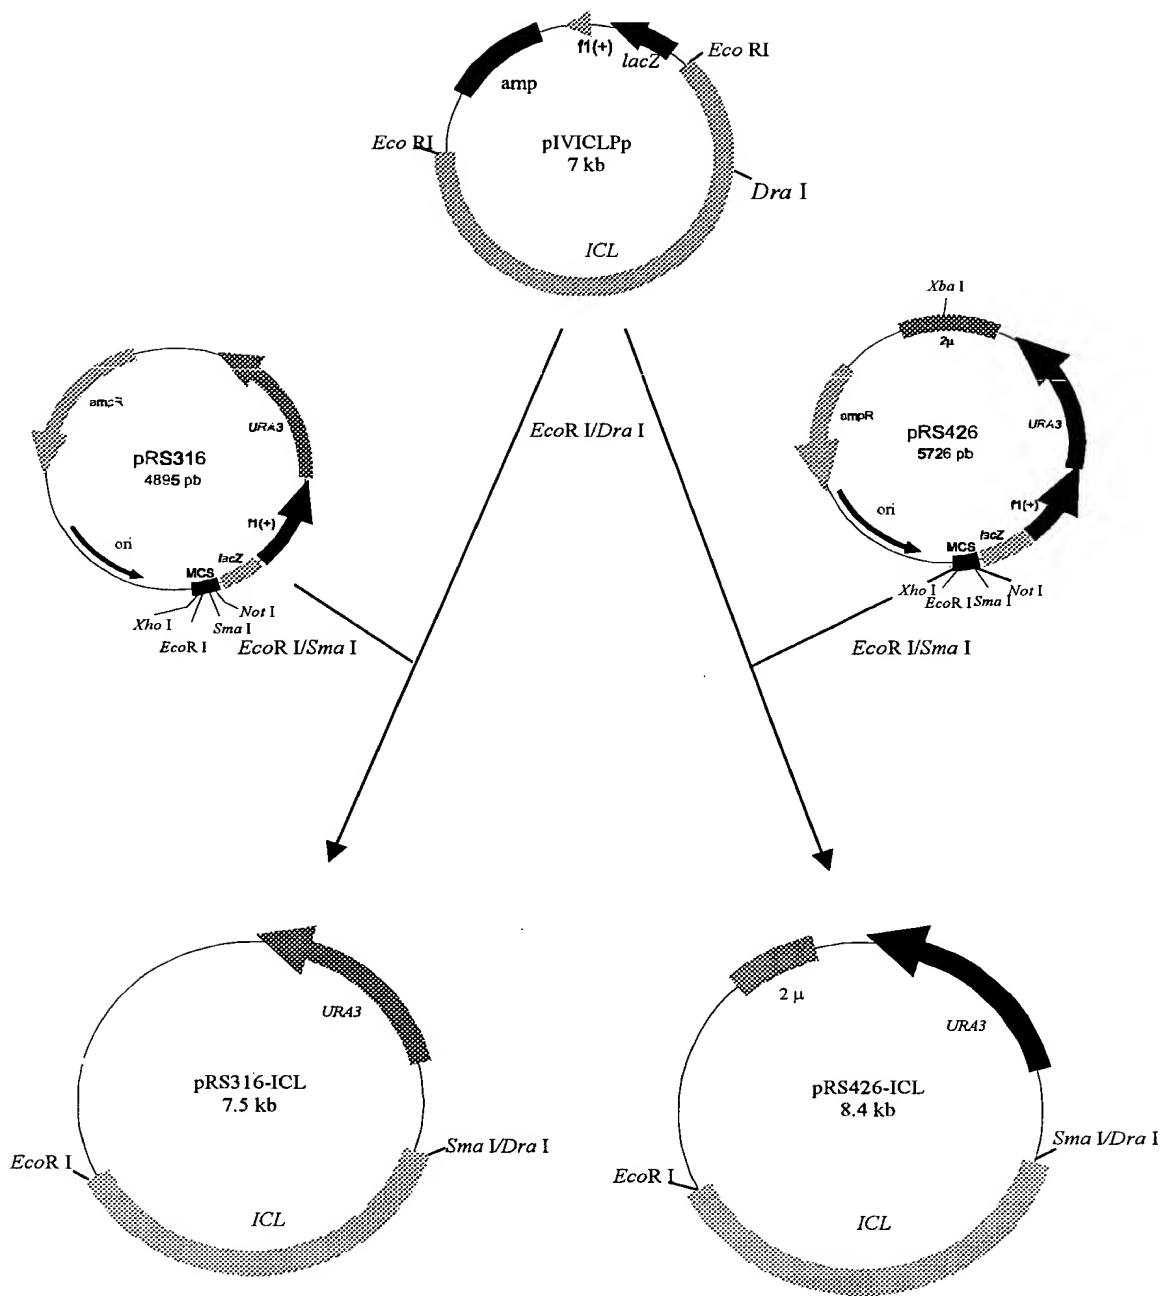 f1(+)
lacZ
Eco RI
amp
Eco RI
pIVICLPp
7 kb
Dra I
ICL
Xba I
2μ
ampR
URA3
pRS316
4895 pb
f1(+)
ori
lacZ
MCS
Xho I
EcoR I
Sma I
Not I
EcoR I/Sma I
EcoR I/Dra I
ampR
URA3
pRS426
5726 pb
f1(+)
ori
lacZ
MCS
Xho I
EcoR I
Sma I
Not I
EcoR I/Sma I
URA3
pRS316-ICL
7.5 kb
EcoR I
Sma I/Dra I
ICL
2 μ
URA3
pRS426-ICL
8.4 kb
EcoR I
Sma I/Dra I
ICL